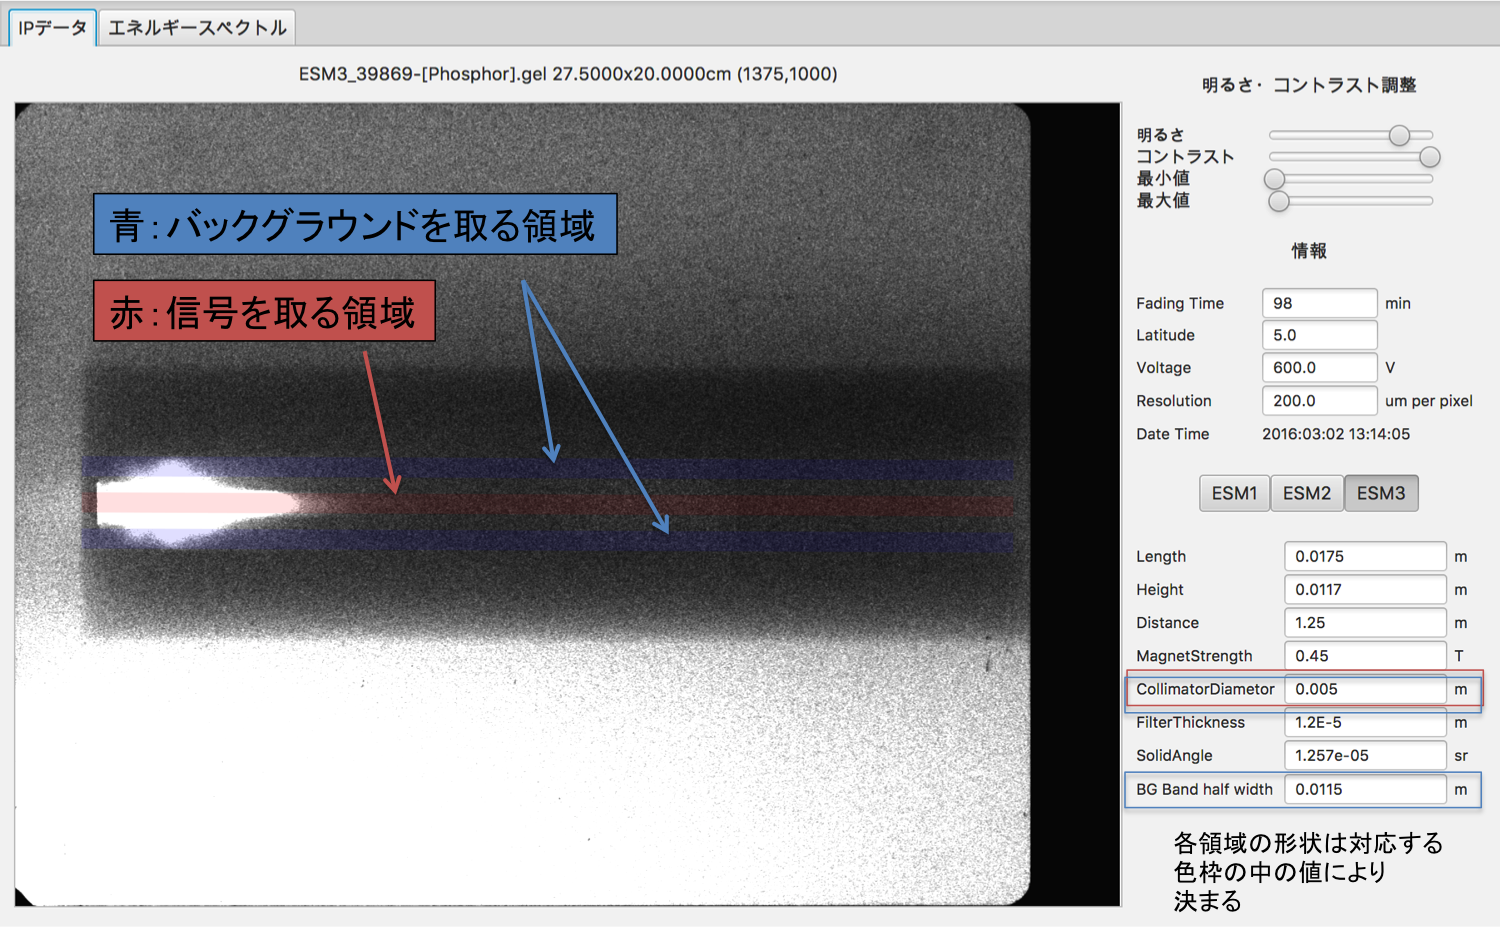 IPデータ
エネルギースペクトル
ESM3_39869-[Phosphor].gel 27.5000x20.0000cm (1375,1000)
青：バックグラウンドを取る領域
赤：信号を取る領域
明るさ・コントラスト調整
明るさ
コントラスト
最小値
最大値
情報
Fading Time 98 min
Latitude 5.0
Voltage 600.0 V
Resolution 200.0 um per pixel
Date Time 2016:03:02 13:14:05
ESM1 ESM2 ESM3
Length 0.0175 m
Height 0.0117 m
Distance 1.25 m
MagnetStrength 0.45 T
CollimatorDiametor 0.005 m
FilterThickness 1.2E-5 m
SolidAngle 1.257e-05 sr
BG Band half width 0.0115 m
各領域の形状は対応する
色枠の中の値により
決まる